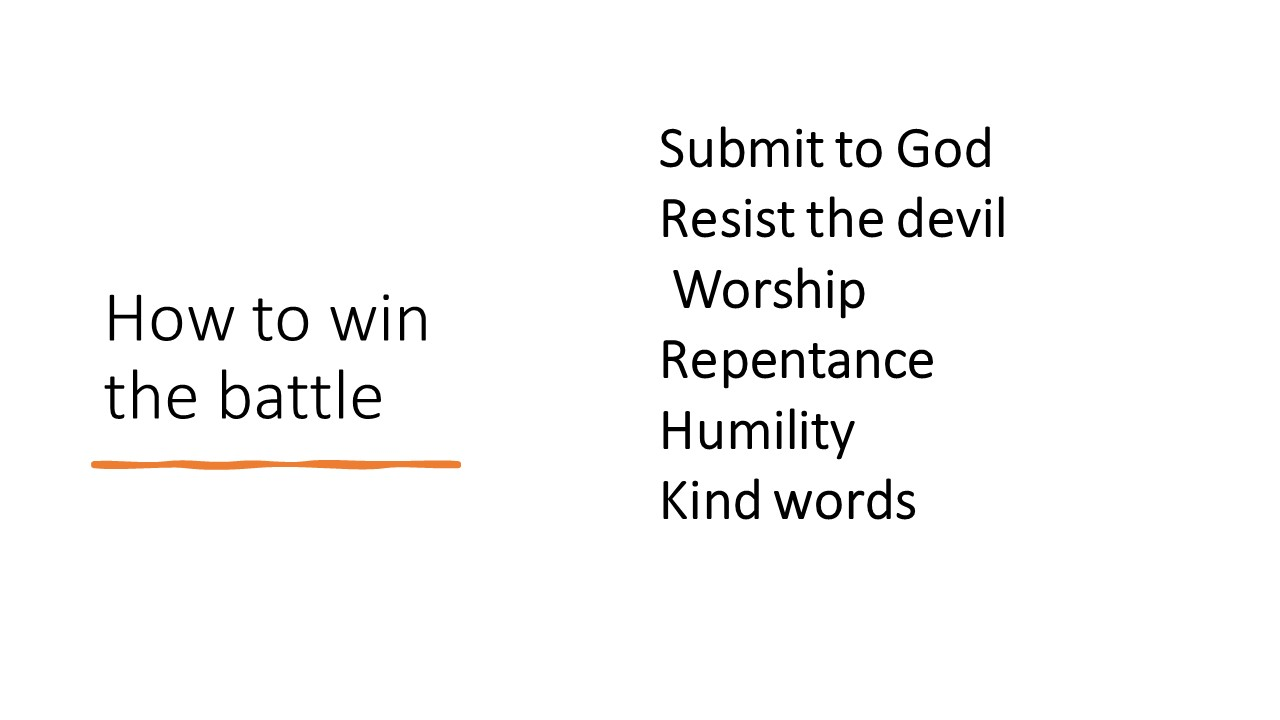 How to win
the battle
Submit to God
Resist the devil
Worship
Repentance
Humility
Kind words